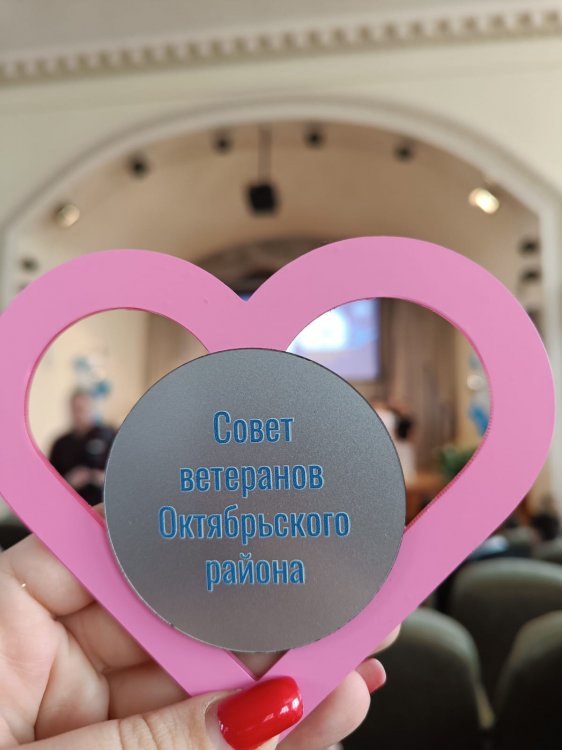 Совет
ветеранов
Октябрьского
района